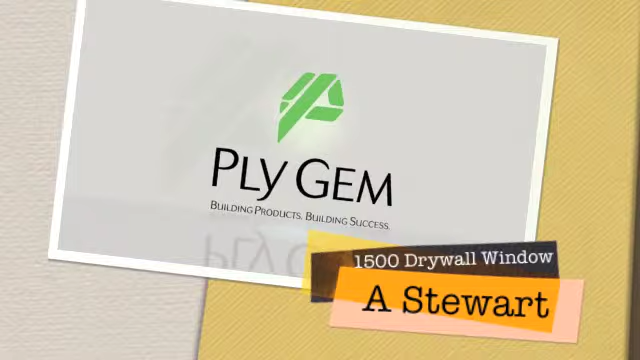 PLY GEM
BUILDING PRODUCTS. BUILDING SUCCESS.
1500 Drywall Window
A Stewart